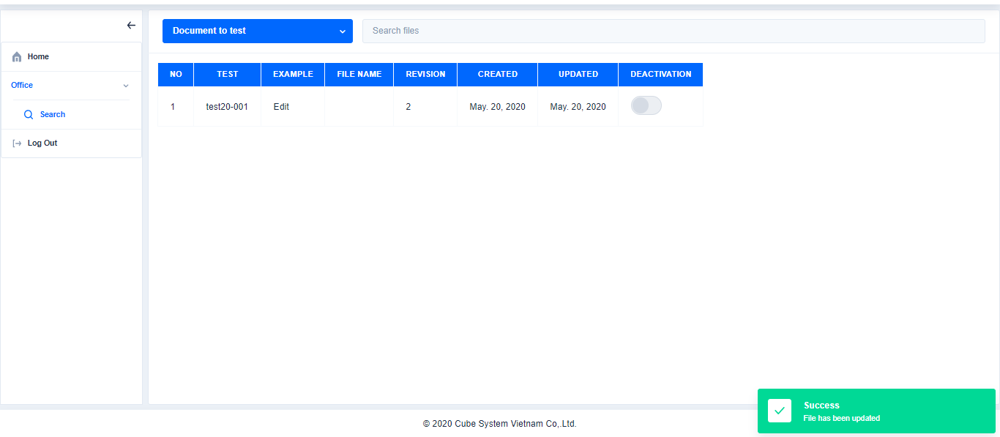 Document to test
Search files
Home
Office
Search
Log Out
NO TEST EXAMPLE FILE NAME REVISION CREATED UPDATED DEACTIVATION
1 test20-001 Edit 2 May. 20, 2020 May. 20, 2020
Success
File has been updated
© 2020 Cube System Vietnam Co,.Ltd.